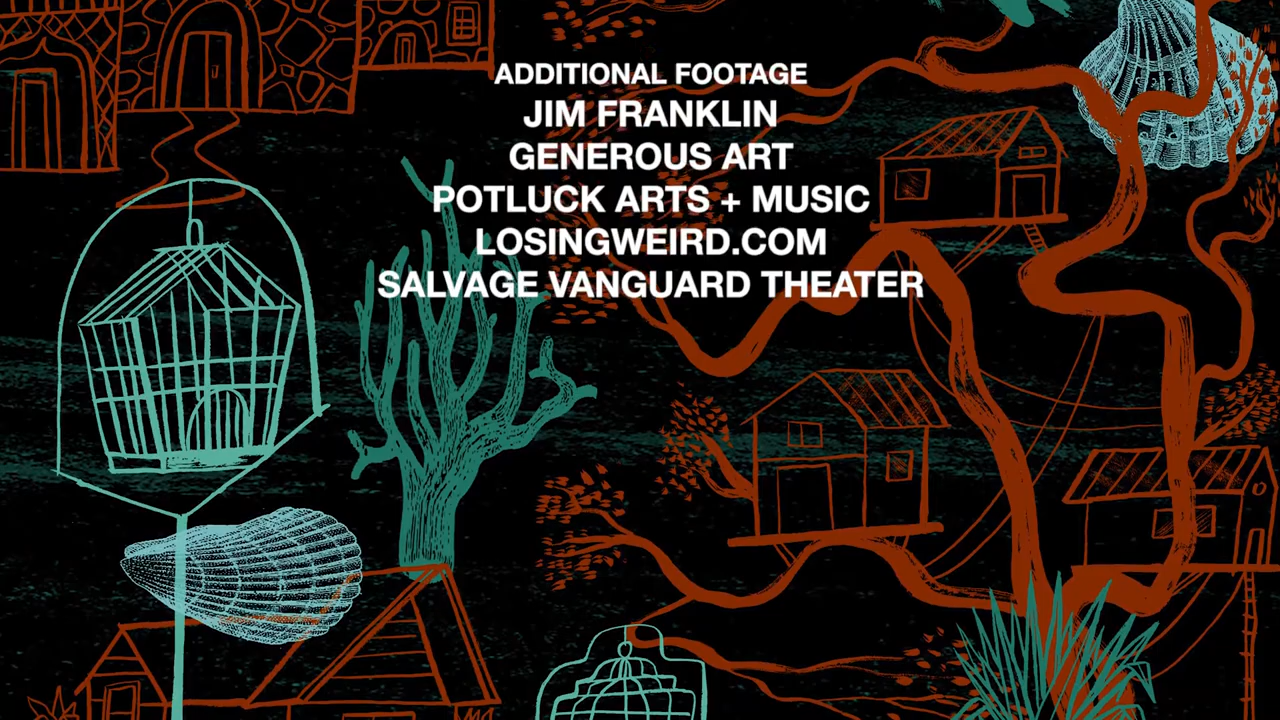 ADDITIONAL FOOTAGE
JIM FRANKLIN
GENEROUS ART
POTLUCK ARTS + MUSIC
LOSINGWEIRD.COM
SALVAGE VANGUARD THEATER